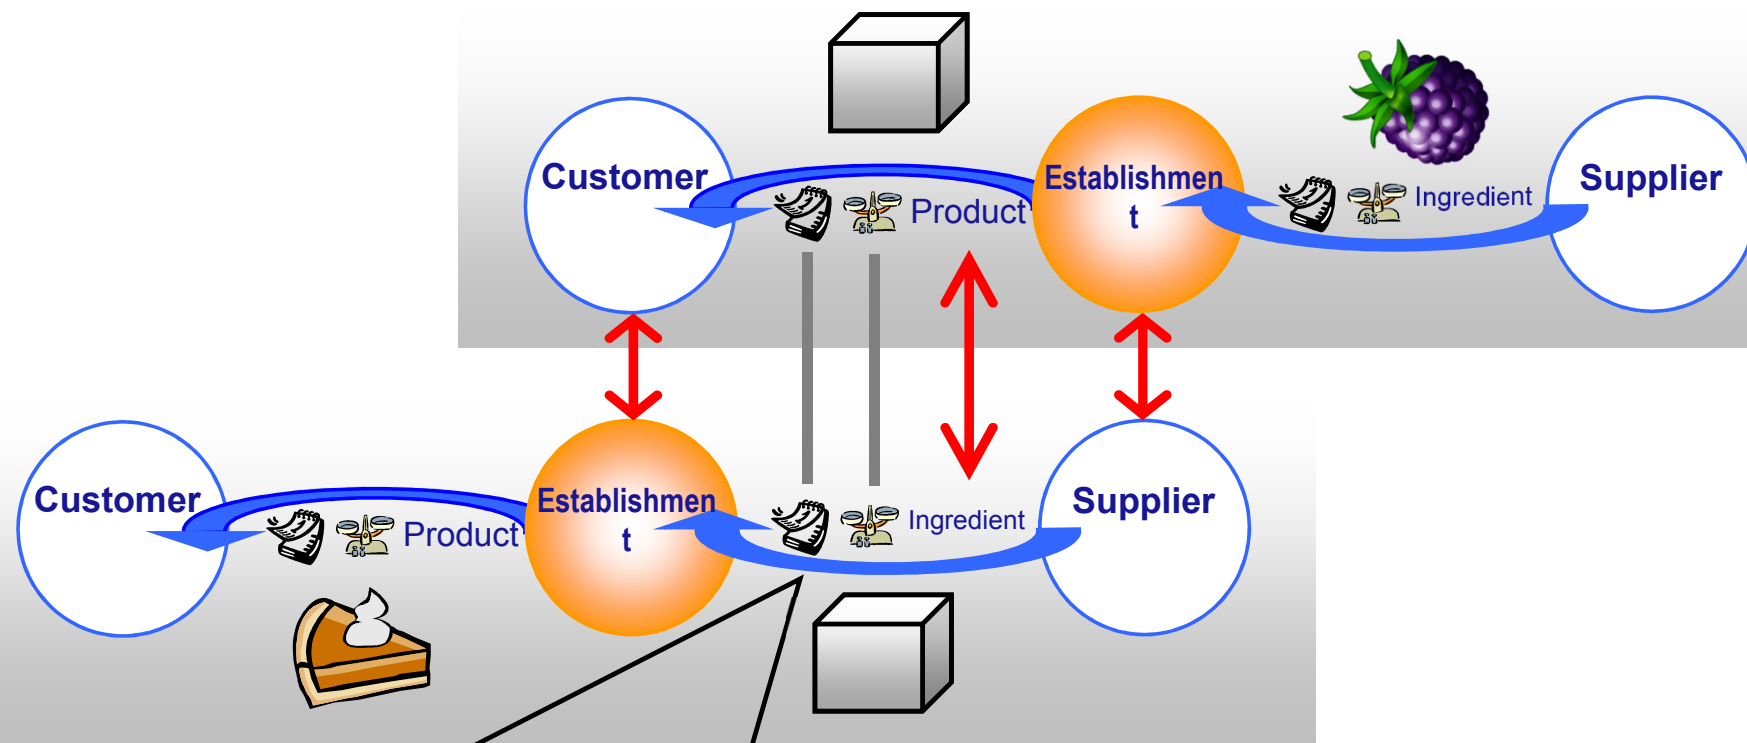 Customer
Establishmen
t
Supplier
Product
Ingredient
Customer
Establishmen
t
Supplier
Product
Ingredient